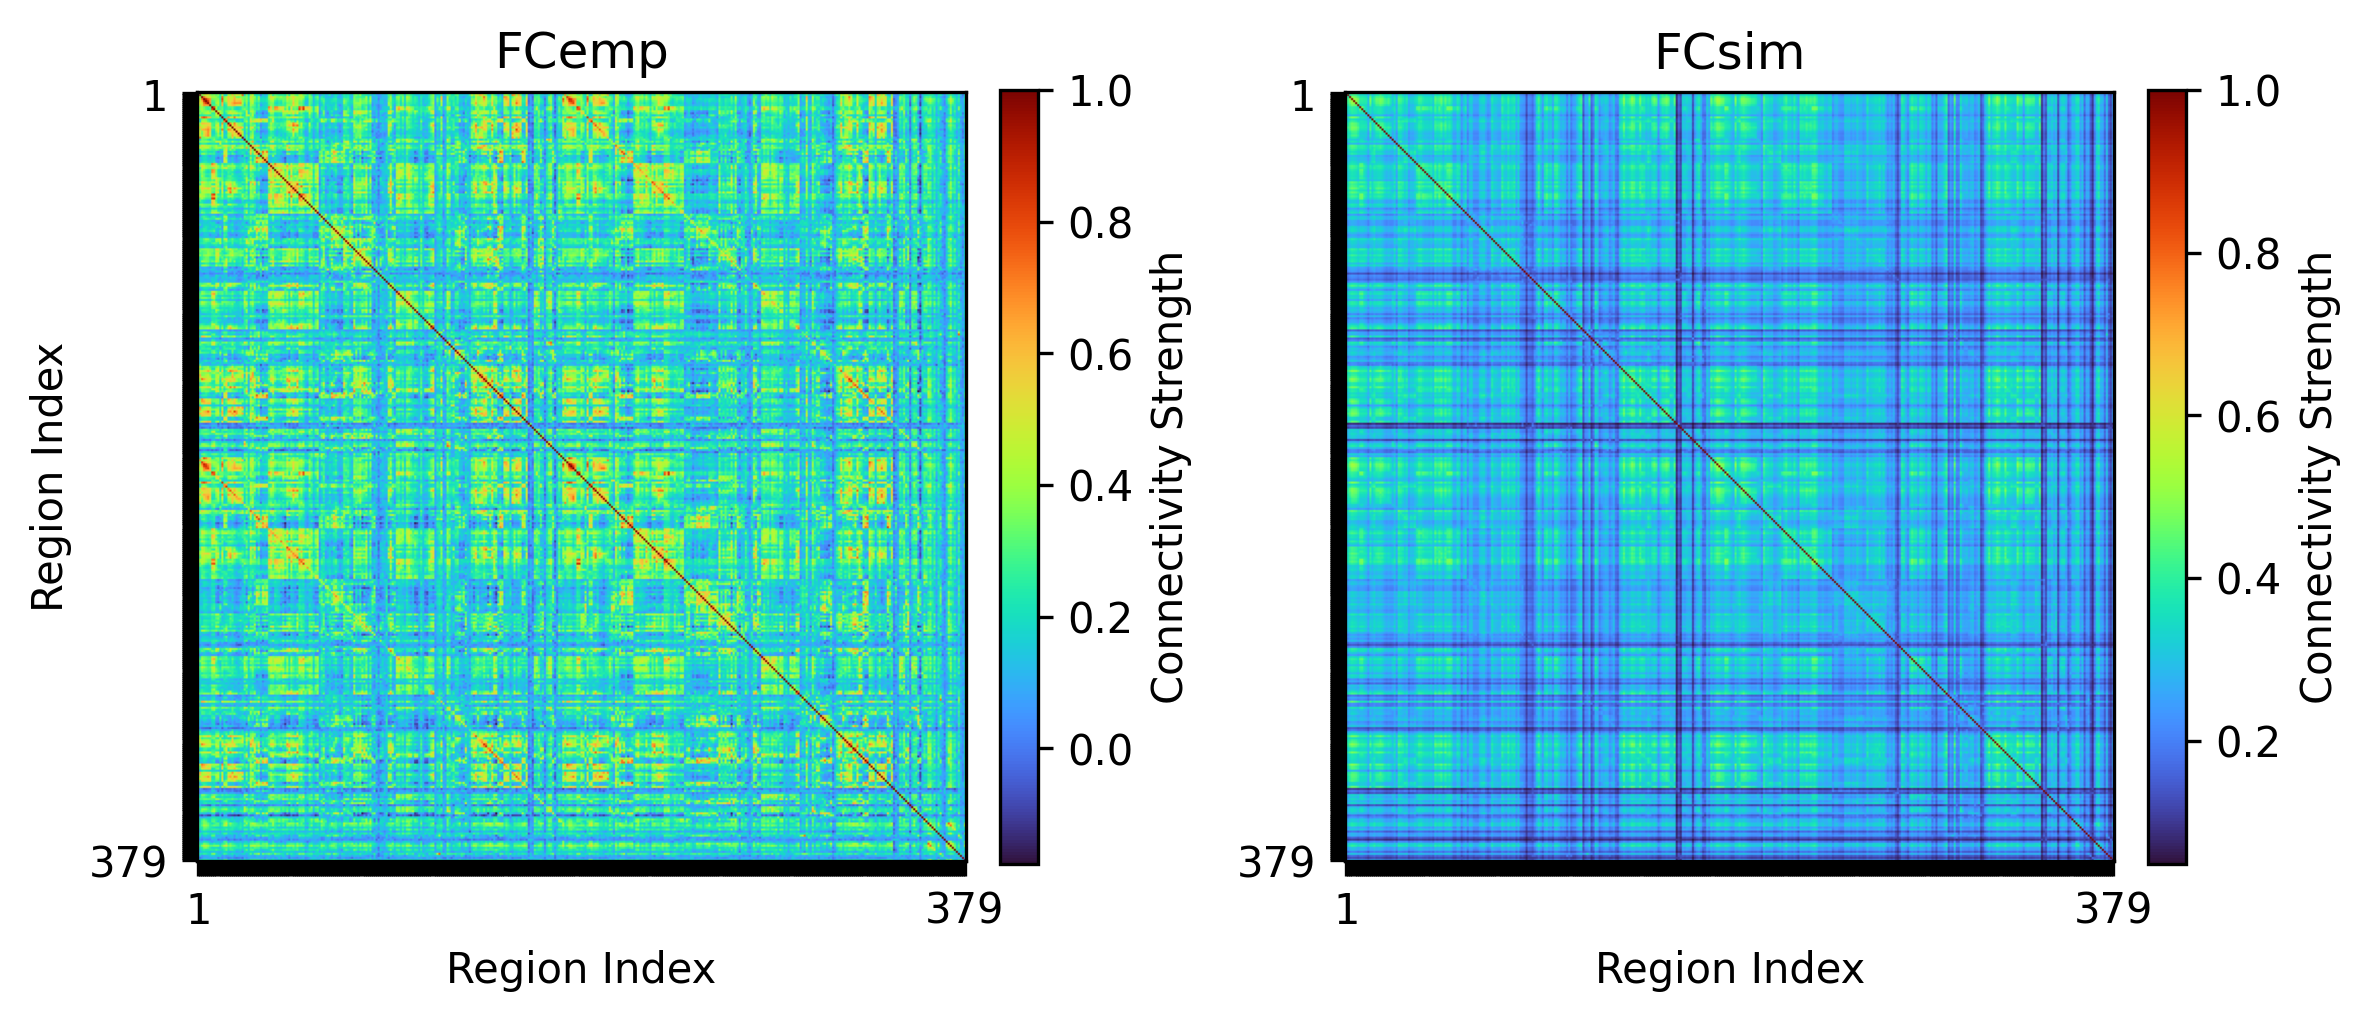 FCemp
FCsim
1
379
1
379
Region Index
Region Index
1.0
0.8
0.6
0.4
0.2
0.0
Connectivity Strength
1
379
1
379
Region Index
1.0
0.8
0.6
0.4
0.2
Connectivity Strength